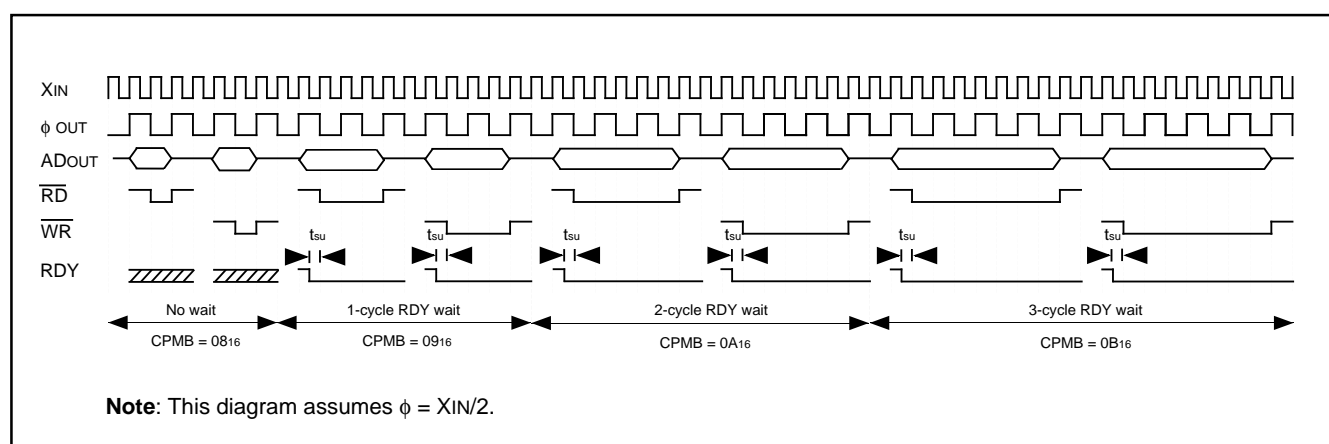 XIN
ϕ OUT
ADOUT
RD
WR
tsu tsu tsu tsu tsu tsu
RDY
No wait 1-cycle RDY wait 2-cycle RDY wait 3-cycle RDY wait
CPMB = 0816 CPMB = 0916 CPMB = 0A16 CPMB = 0B16
Note: This diagram assumes ϕ = XIN/2.